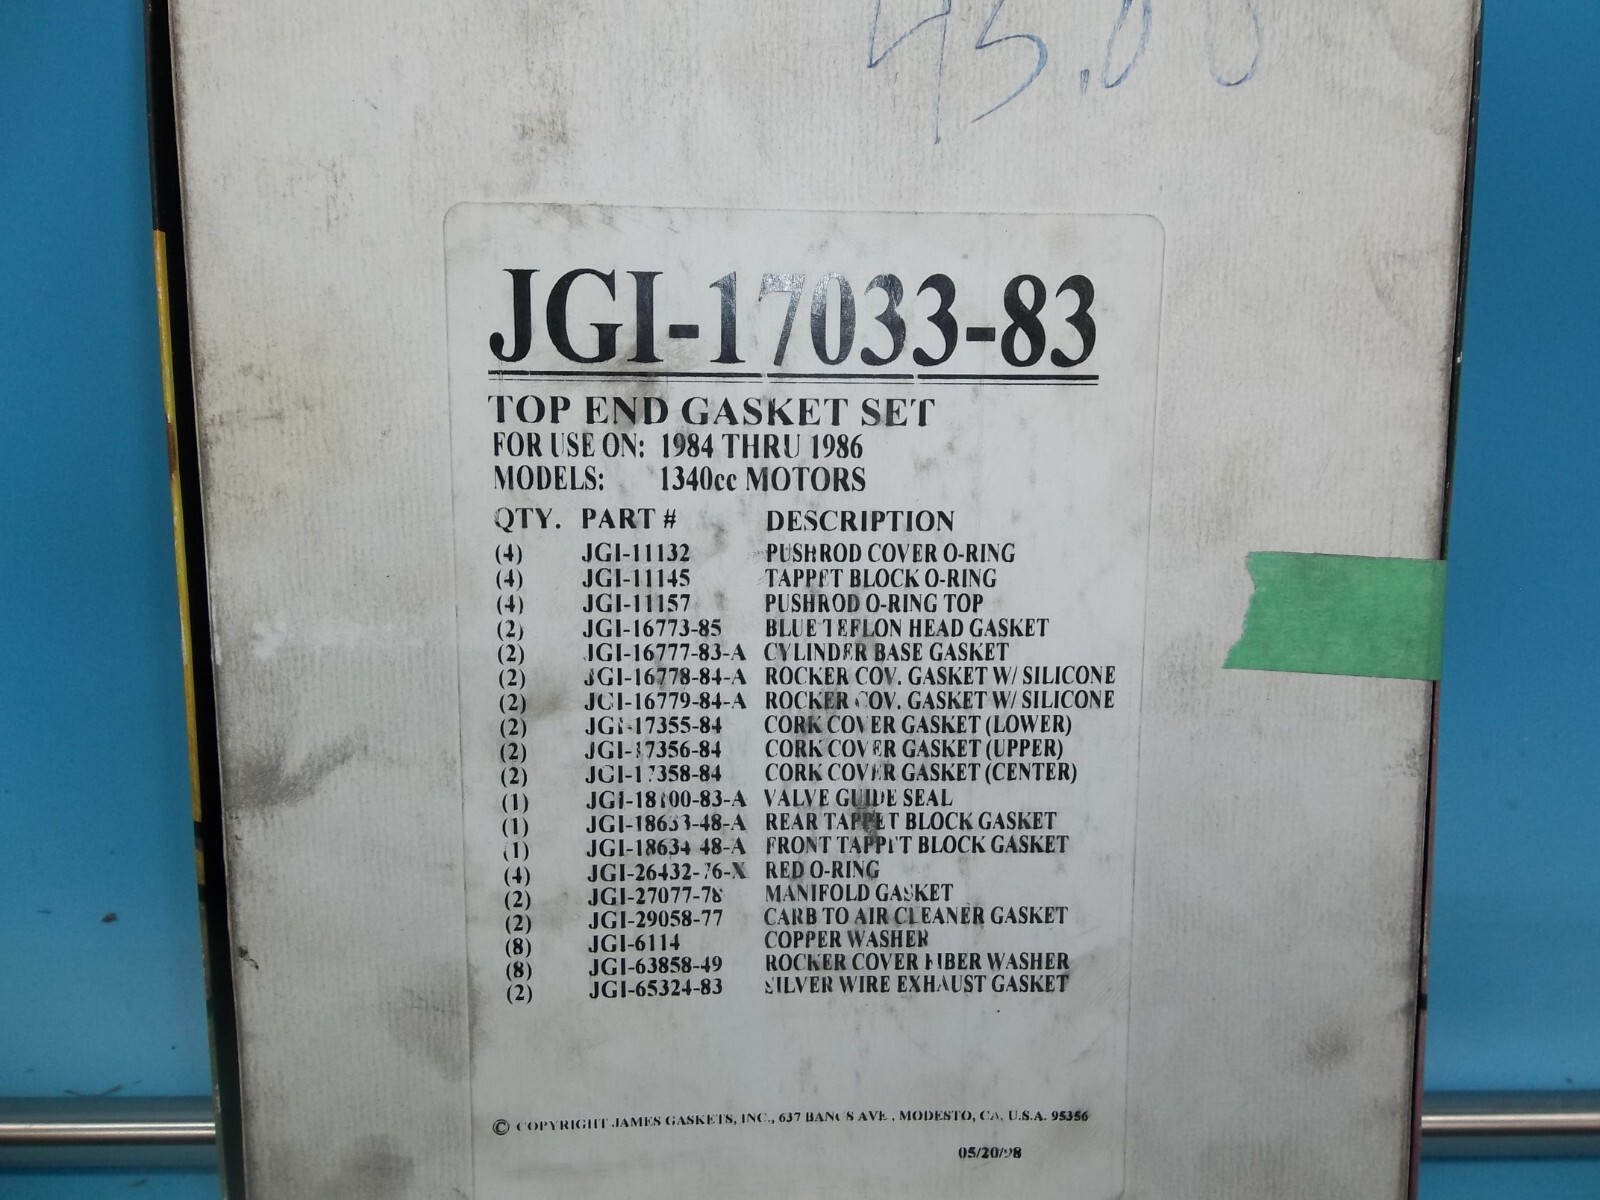 45.00
JGI-17033-83
TOP END GASKET SET
FOR USE ON: 1984 THRU 1986
MODELS: 1340cc MOTORS
QTY. PART # DESCRIPTION
(4) JGI-11132 PUSHROD COVER O-RING
(4) JGI-11145 TAPPET BLOCK O-RING
(4) JGI-11157 PUSHROD O-RING TOP
(2) JGI-16773-85 BLUE TEFLON HEAD GASKET
(2) JGI-16777-83-A CYLINDER BASE GASKET
(2) JGI-16778-84-A ROCKER COV. GASKET W/ SILICONE
(2) JGI-16779-84-A ROCKER COV. GASKET W/ SILICONE
(2) JGI-17355-84 CORK COVER GASKET (LOWER)
(2) JGI-17356-84 CORK COVER GASKET (UPPER)
(2) JGI-17358-84 CORK COVER GASKET (CENTER)
(1) JGI-18100-83-A VALVE GUIDE SEAL
(1) JGI-18633-48-A REAR TAPPET BLOCK GASKET
(1) JGI-18634-48-A FRONT TAPPET BLOCK GASKET
(4) JGI-26432-76-X RED O-RING
(2) JGI-27077-78 MANIFOLD GASKET
(2) JGI-29058-77 CARB TO AIR CLEANER GASKET
(8) JGI-6114 COPPER WASHER
(8) JGI-63858-49 ROCKER COVER FIBER WASHER
(2) JGI-65324-83 SILVER WIRE EXHAUST GASKET
© COPYRIGHT JAMES GASKETS, INC., 637 BANGS AVE., MODESTO, CA. U.S.A. 95356
05/20/98